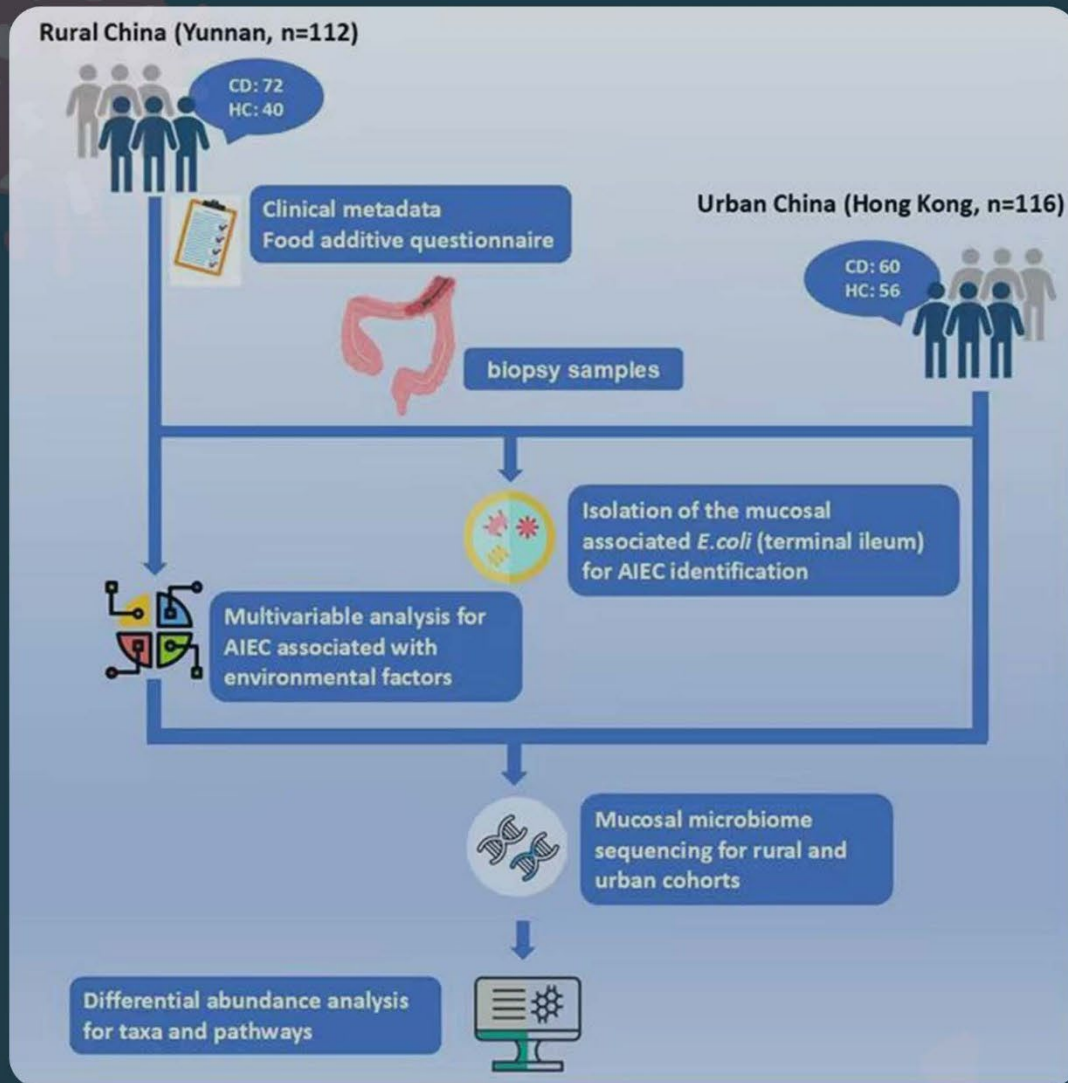 Rural China (Yunnan, n=112)
CD: 72
HC: 40
Clinical metadata
Food additive questionnaire
Urban China (Hong Kong, n=116)
CD: 60
HC: 56
biopsy samples
Isolation of the mucosal
associated E.coli (terminal ileum)
for AIEC identification
Multivariable analysis for
AIEC associated with
environmental factors
Mucosal microbiome
sequencing for rural and
urban cohorts
Differential abundance analysis
for taxa and pathways